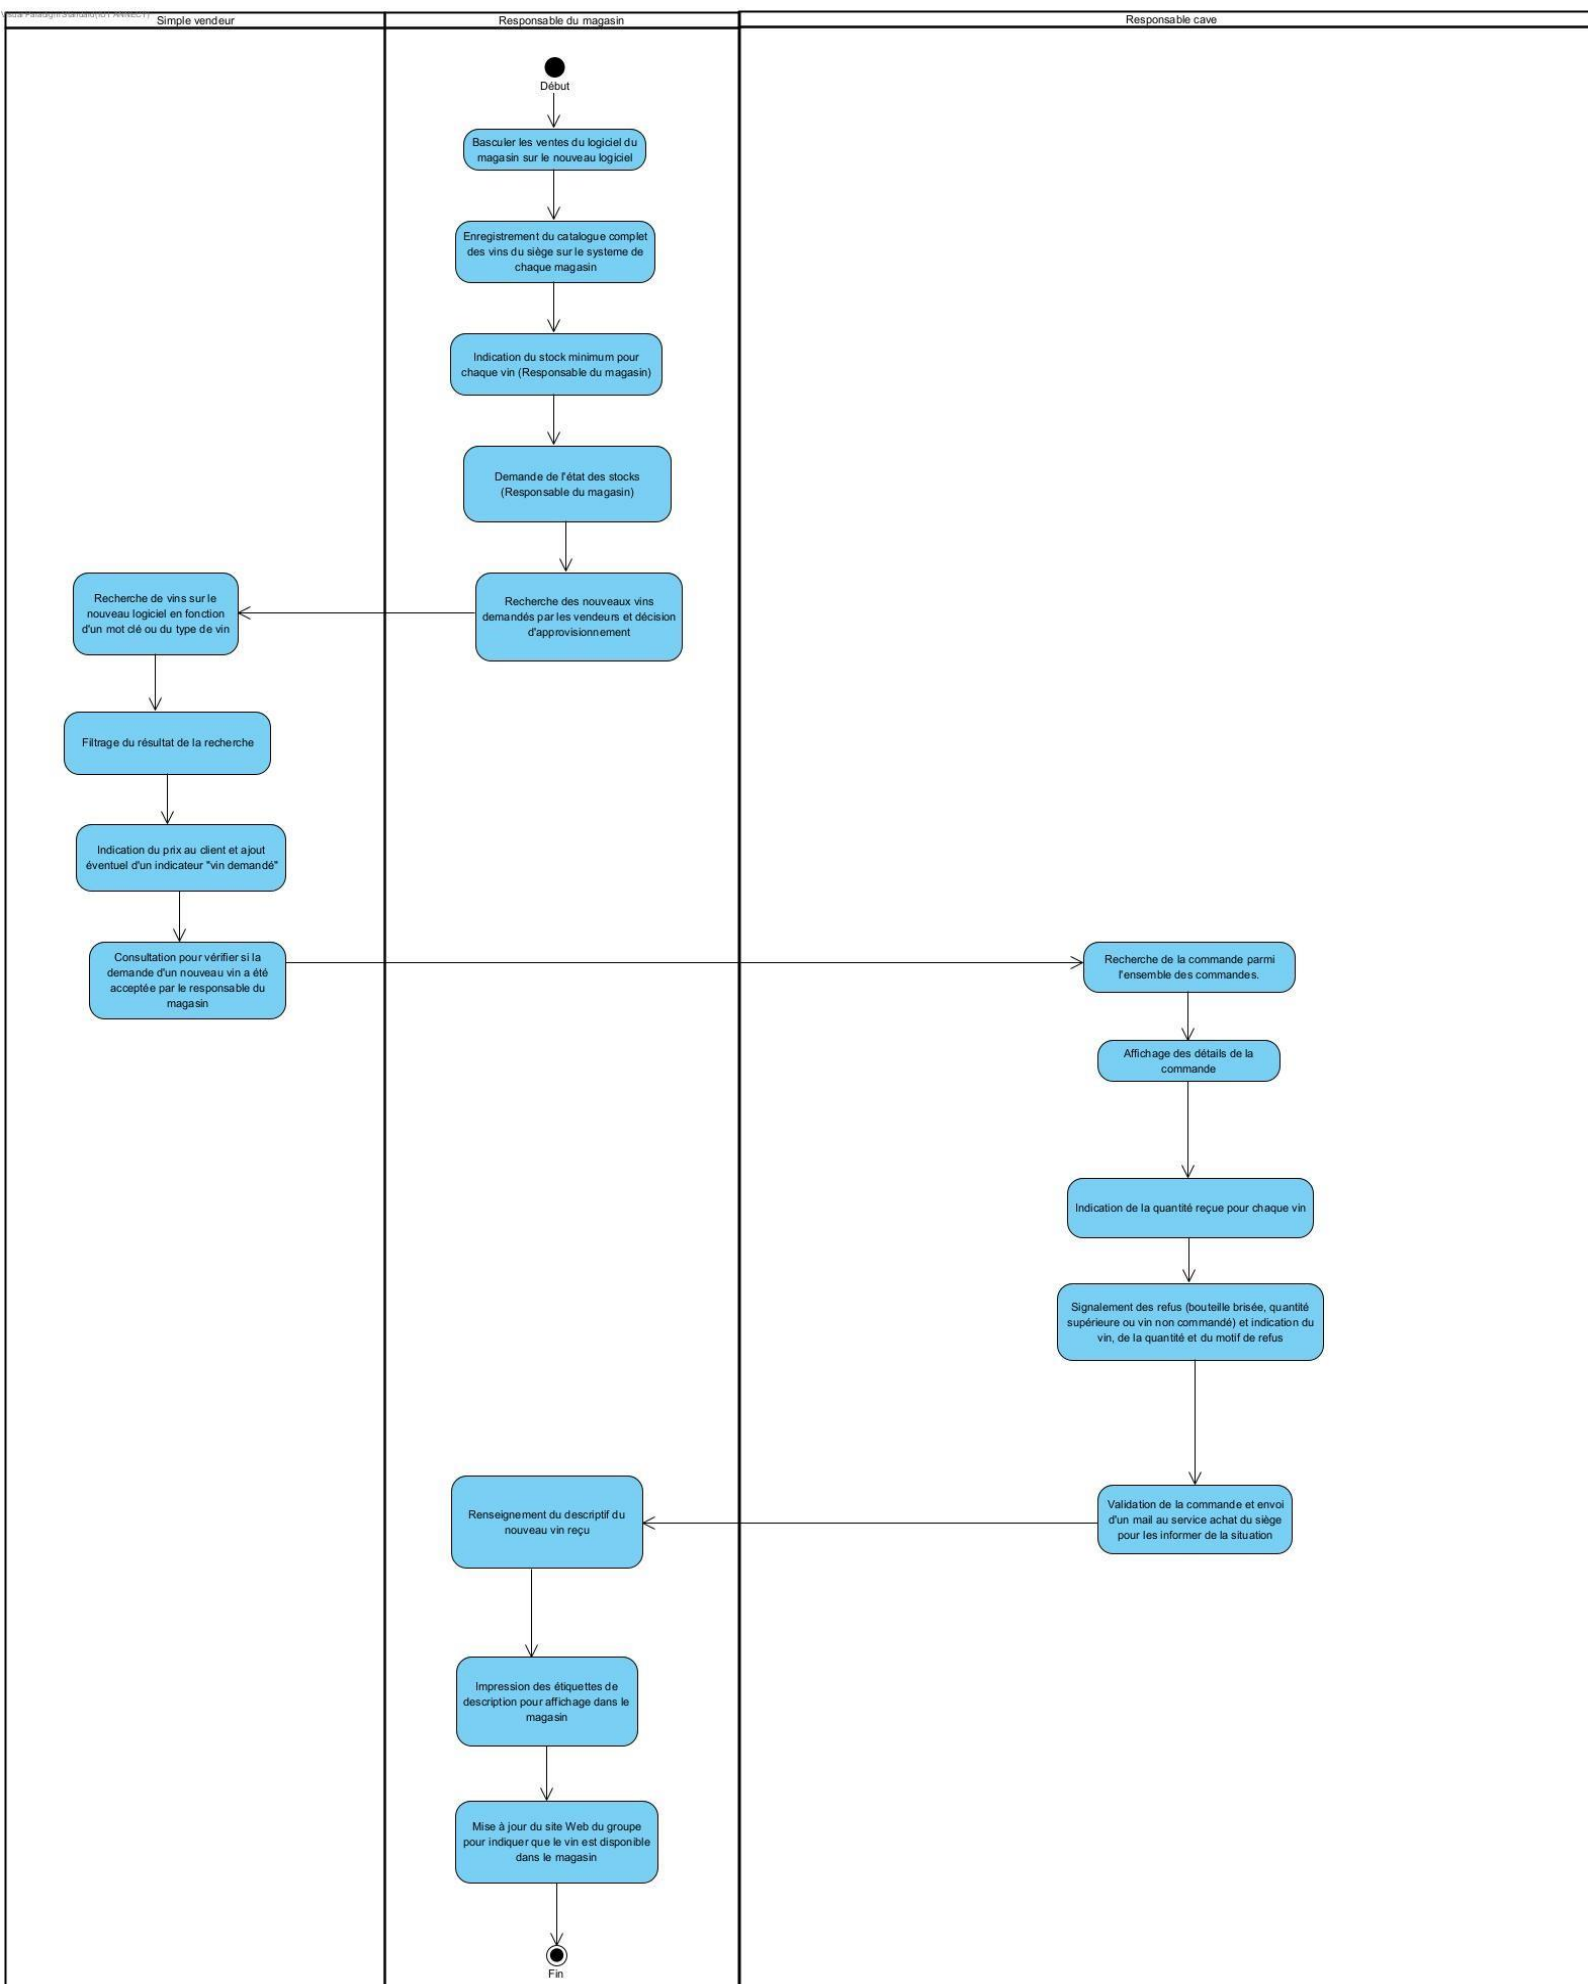 Visual Paradigm Standard(IUT ANNECY)
Simple vendeur
Responsable du magasin
Responsable cave
Début
Basculer les ventes du logiciel du
magasin sur le nouveau logiciel
Enregistrement du catalogue complet
des vins du siège sur le systeme de
chaque magasin
Indication du stock minimum pour
chaque vin (Responsable du magasin)
Demande de l'état des stocks
(Responsable du magasin)
Recherche de vins sur le
nouveau logiciel en fonction
d'un mot clé ou du type de vin
Recherche des nouveaux vins
demandés par les vendeurs et décision
d'approvisionnement
Filtrage du résultat de la recherche
Indication du prix au client et ajout
éventuel d'un indicateur "vin demandé"
Consultation pour vérifier si la
demande d'un nouveau vin a été
acceptée par le responsable du
magasin
Recherche de la commande parmi
l'ensemble des commandes.
Affichage des détails de la
commande
Indication de la quantité reçue pour chaque vin
Signalement des refus (bouteille brisée, quantité
supérieure ou vin non commandé) et indication du
vin, de la quantité et du motif de refus
Validation de la commande et envoi
d'un mail au service achat du siège
pour les informer de la situation
Renseignement du descriptif du
nouveau vin reçu
Impression des étiquettes de
description pour affichage dans le
magasin
Mise à jour du site Web du groupe
pour indiquer que le vin est disponible
dans le magasin
Fin